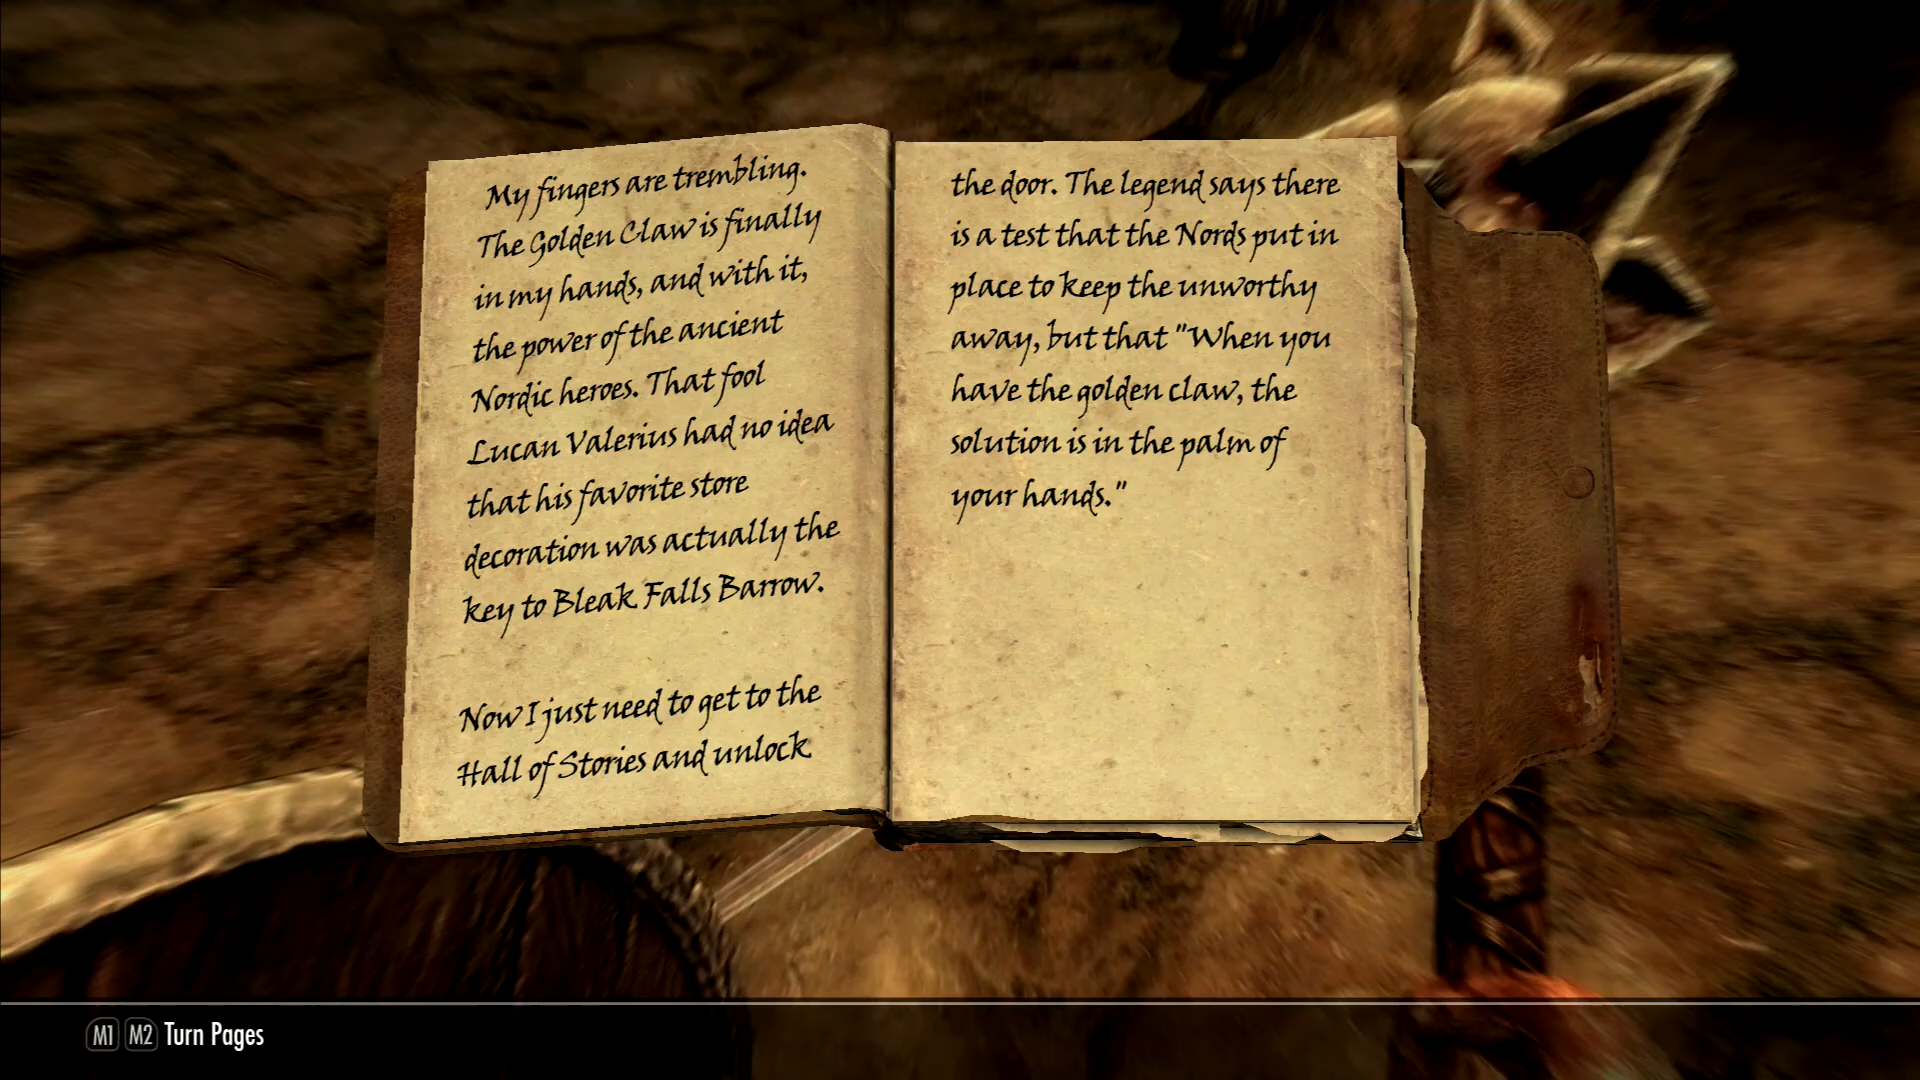 My fingers are trembling.
The Golden Claw is finally
in my hands, and with it,
the power of the ancient
Nordic heroes. That fool
Lucan Valerius had no idea
that his favorite store
decoration was actually the
key to Bleak Falls Barrow.
Now I just need to get to the
Hall of Stories and unlock
the door. The legend says there
is a test that the Nords put in
place to keep the unworthy
away, but that "When you
have the golden claw, the
solution is in the palm of
your hands."
M1 M2 Turn Pages